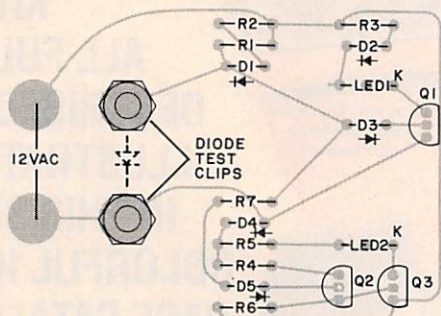 R2
R3
R1
D2
D1
LED1
K
Q1
D3
12VAC
DIODE
TEST
CLIPS
R7
D4
R5
LED2
K
R4
D5
Q2
Q3
R6